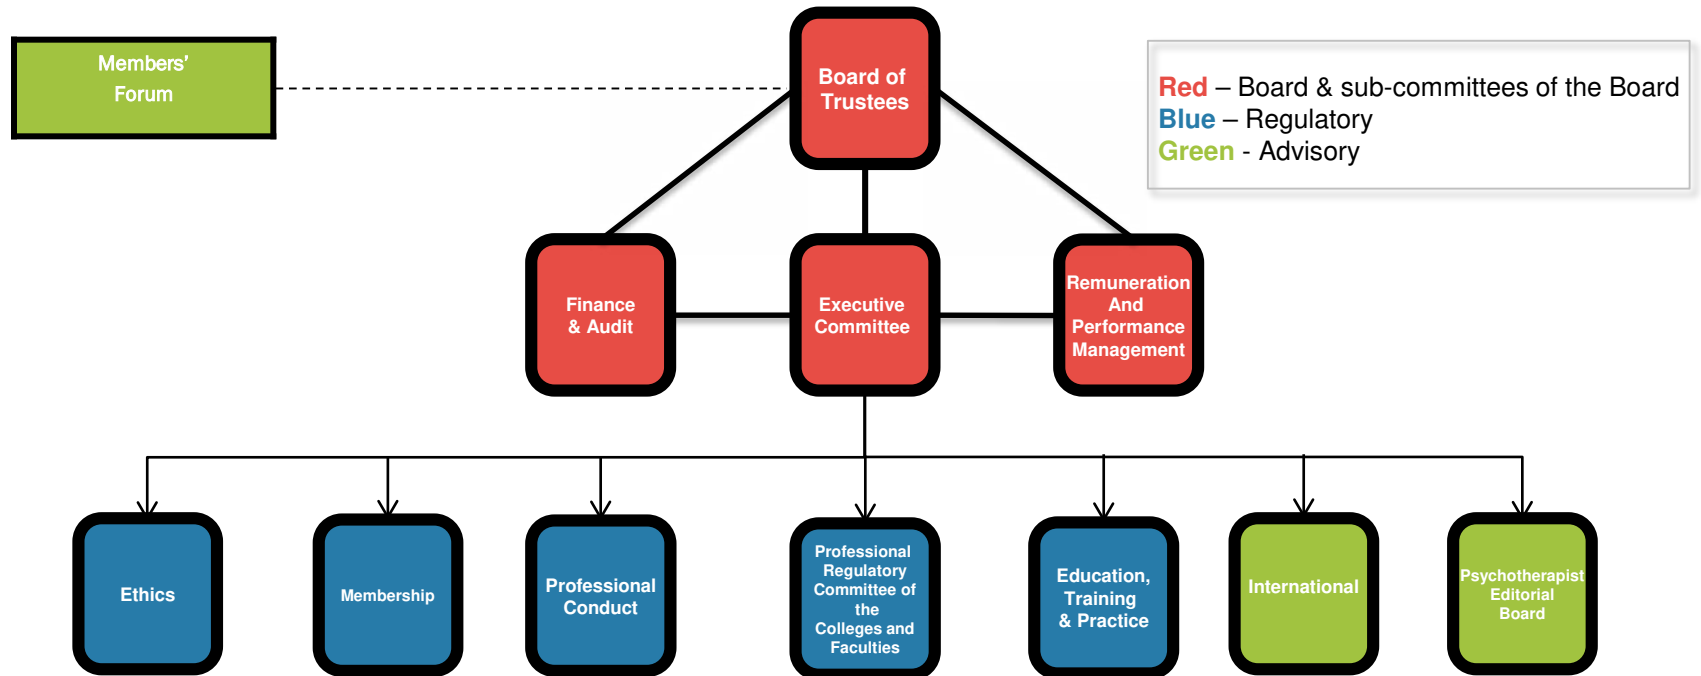 Members'
Forum
Board of
Trustees
Red – Board & sub-committees of the Board
Blue – Regulatory
Green - Advisory
Finance
& Audit
Executive
Committee
Remuneration
And
Performance
Management
Ethics
Membership
Professional
Conduct
Professional
Regulatory
Committee of
the
Colleges and
Faculties
Education,
Training
& Practice
International
Psychotherapist
Editorial
Board